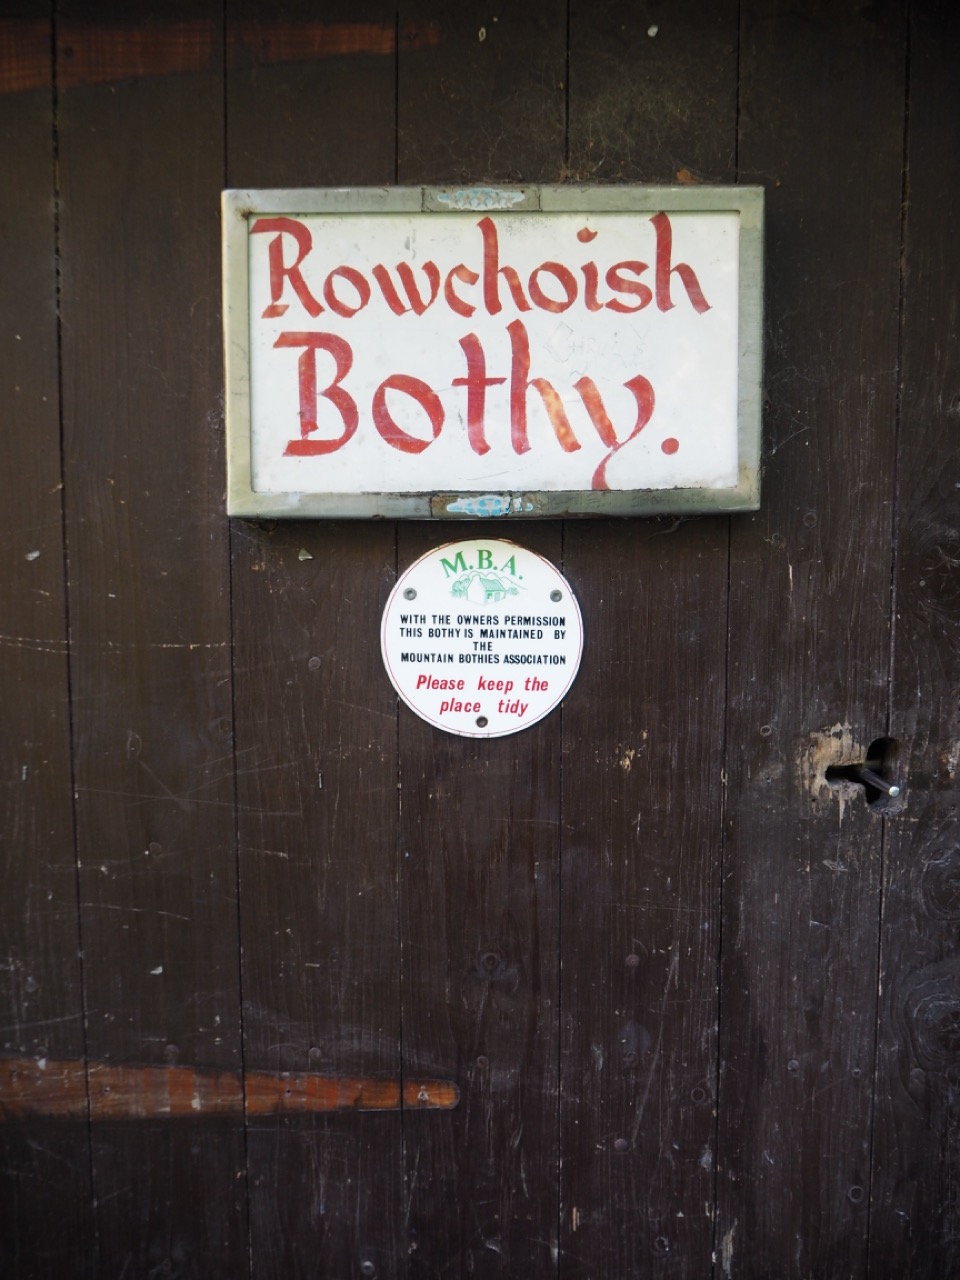 Rowchoish
Bothy.
M.B.A.
WITH THE OWNERS PERMISSION
THIS BOTHY IS MAINTAINED BY
THE
MOUNTAIN BOTHIES ASSOCIATION
Please keep the
place tidy